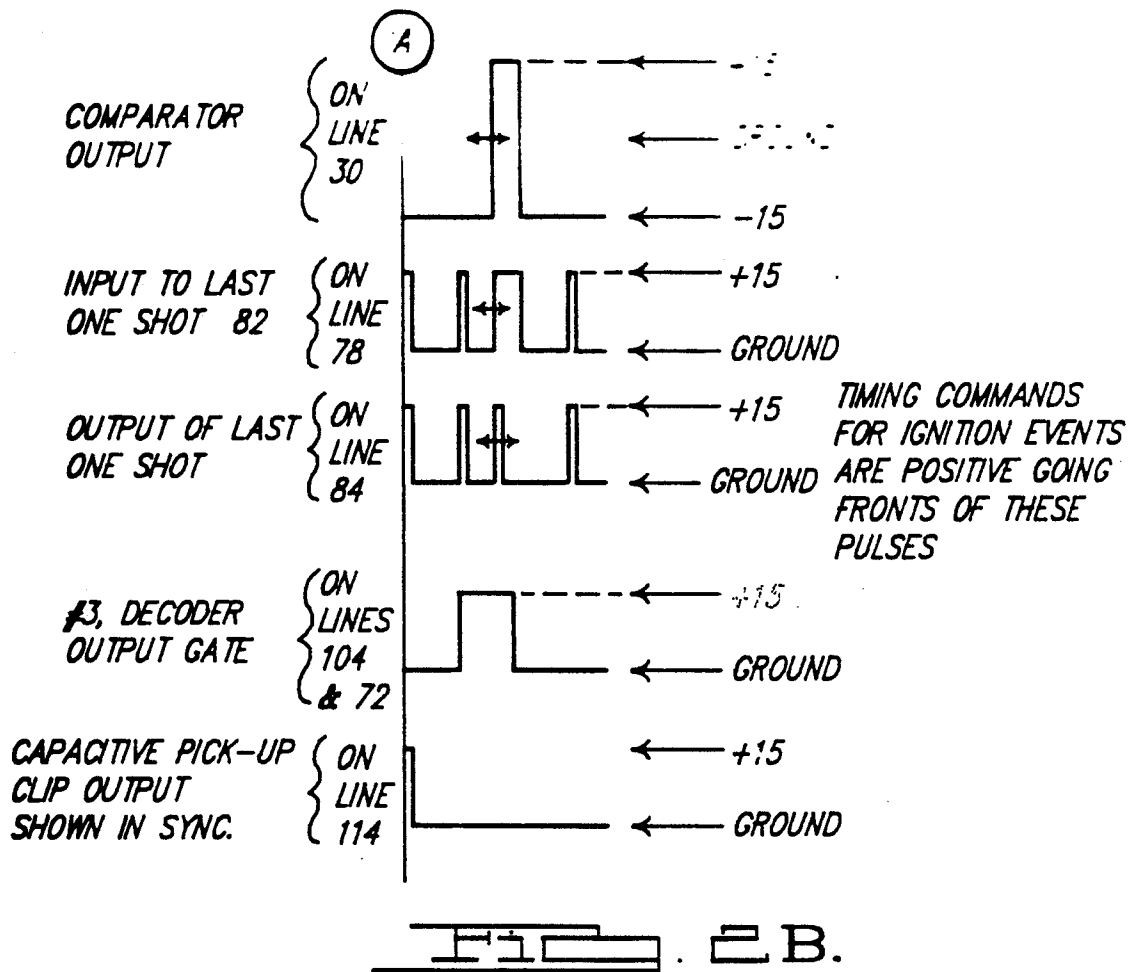 A
COMPARATOR
OUTPUT
ON
LINE
30
-15
INPUT TO LAST
ONE SHOT 82
ON
LINE
78
+15
GROUND
OUTPUT OF LAST
ONE SHOT
ON
LINE
84
+15
GROUND
TIMING COMMANDS
FOR IGNITION EVENTS
ARE POSITIVE GOING
FRONTS OF THESE
PULSES
#3, DECODER
OUTPUT GATE
ON
LINES
104
& 72
+15
GROUND
CAPACITIVE PICK-UP
CLIP OUTPUT
SHOWN IN SYNC.
ON
LINE
114
+15
GROUND
FIG. 2B.